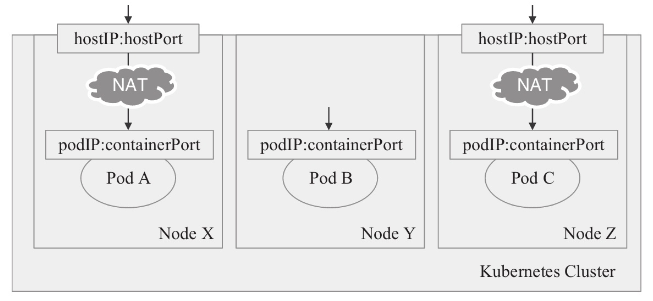 hostIP:hostPort
hostIP:hostPort
NAT
NAT
podIP:containerPort
podIP:containerPort
podIP:containerPort
Pod A
Pod B
Pod C
Node X
Node Y
Node Z
Kubernetes Cluster